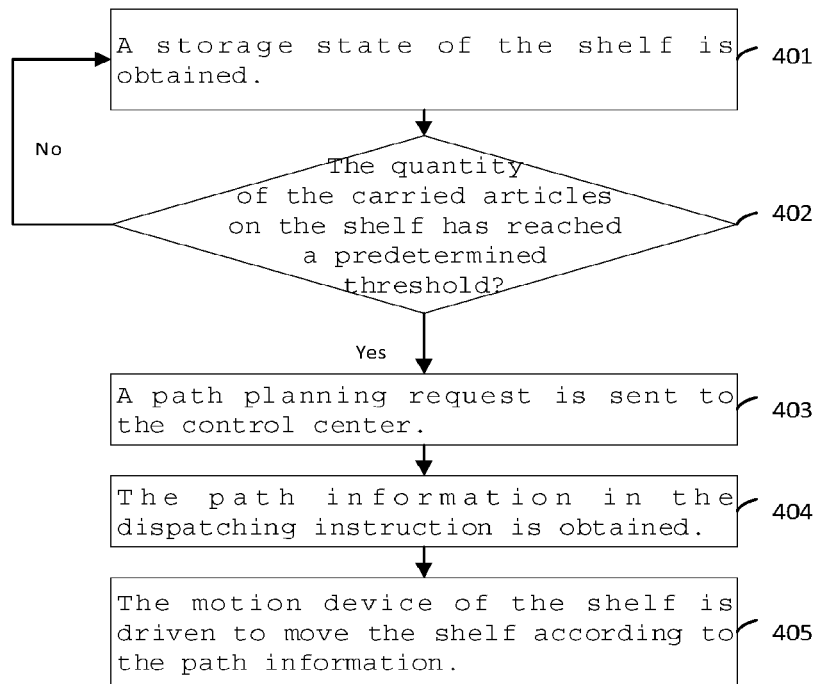 A storage state of the shelf is
obtained.
401
No
The quantity
of the carried articles
on the shelf has reached
a predetermined
threshold?
402
Yes
A path planning request is sent to
the control center.
403
The path information in the
dispatching instruction is obtained.
404
The motion device of the shelf is
driven to move the shelf according to
the path information.
405